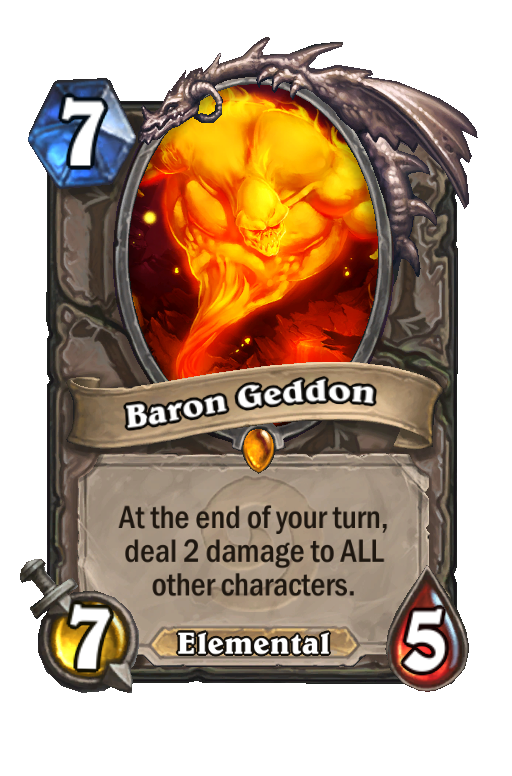 7
Baron Geddon
At the end of your turn,
deal 2 damage to ALL
other characters.
7
Elemental
5